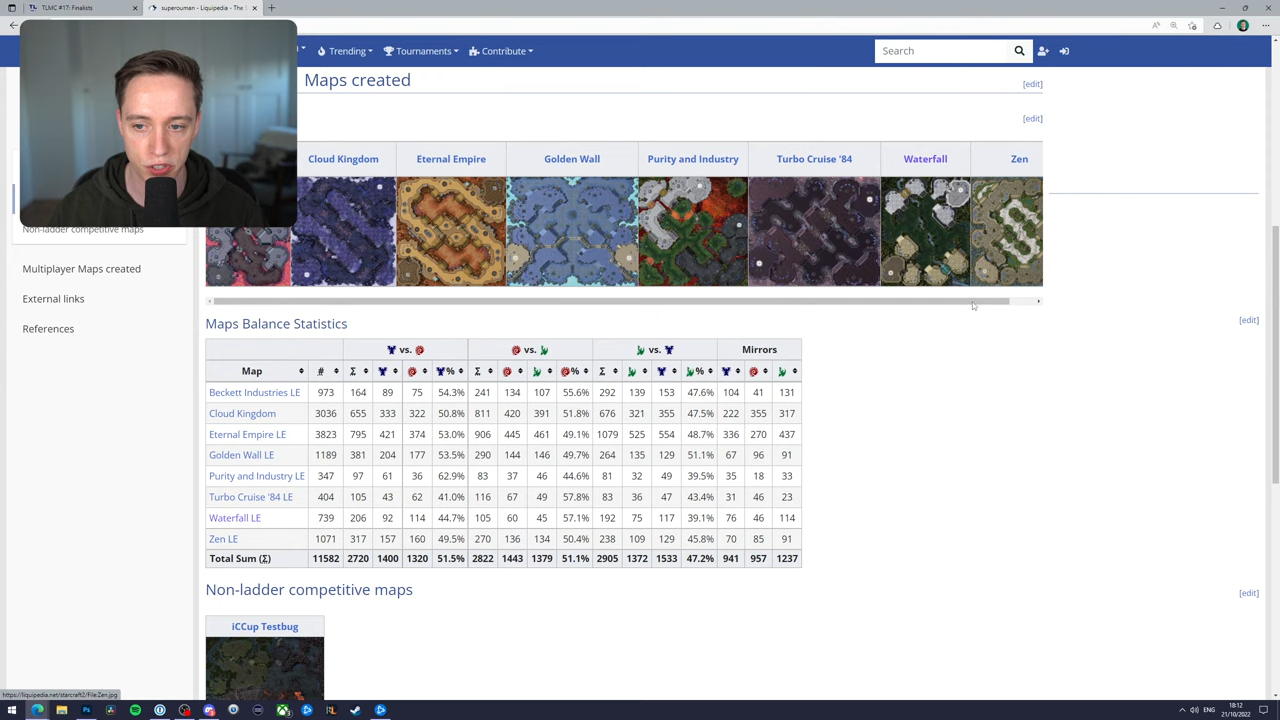 TLMC #17: Finalists
superouman - Liquipedia - The S
Trending
Tournaments
Contribute
Search
Maps created
[edit]
[edit]
Cloud Kingdom Eternal Empire Golden Wall Purity and Industry Turbo Cruise '84 Waterfall Zen
Non-ladder competitive maps
Multiplayer Maps created
External links
References
Maps Balance Statistics
[edit]
vs. vs. vs. Mirrors
Map # Σ % Σ % Σ %
Beckett Industries LE 973 164 89 75 54.3% 241 134 107 55.6% 292 139 153 47.6% 104 41 131
Cloud Kingdom 3036 655 333 322 50.8% 811 420 391 51.8% 676 321 355 47.5% 222 355 317
Eternal Empire LE 3823 795 421 374 53.0% 906 445 461 49.1% 1079 525 554 48.7% 336 270 437
Golden Wall LE 1189 381 204 177 53.5% 290 144 146 49.7% 264 135 129 51.1% 67 96 91
Purity and Industry LE 347 97 61 36 62.9% 83 37 46 44.6% 81 32 49 39.5% 35 18 33
Turbo Cruise '84 LE 404 105 43 62 41.0% 116 67 49 57.8% 83 36 47 43.4% 31 46 23
Waterfall LE 739 206 92 114 44.7% 105 60 45 57.1% 192 75 117 39.1% 76 46 114
Zen LE 1071 317 157 160 49.5% 270 136 134 50.4% 238 109 129 45.8% 70 85 91
Total Sum (Σ) 11582 2720 1400 1320 51.5% 2822 1443 1379 51.1% 2905 1372 1533 47.2% 941 957 1237
Non-ladder competitive maps
[edit]
iCCup Testbug
https://liquipedia.net/starcraft2/File:Zen.jpg
ENG
18:12
21/10/2022